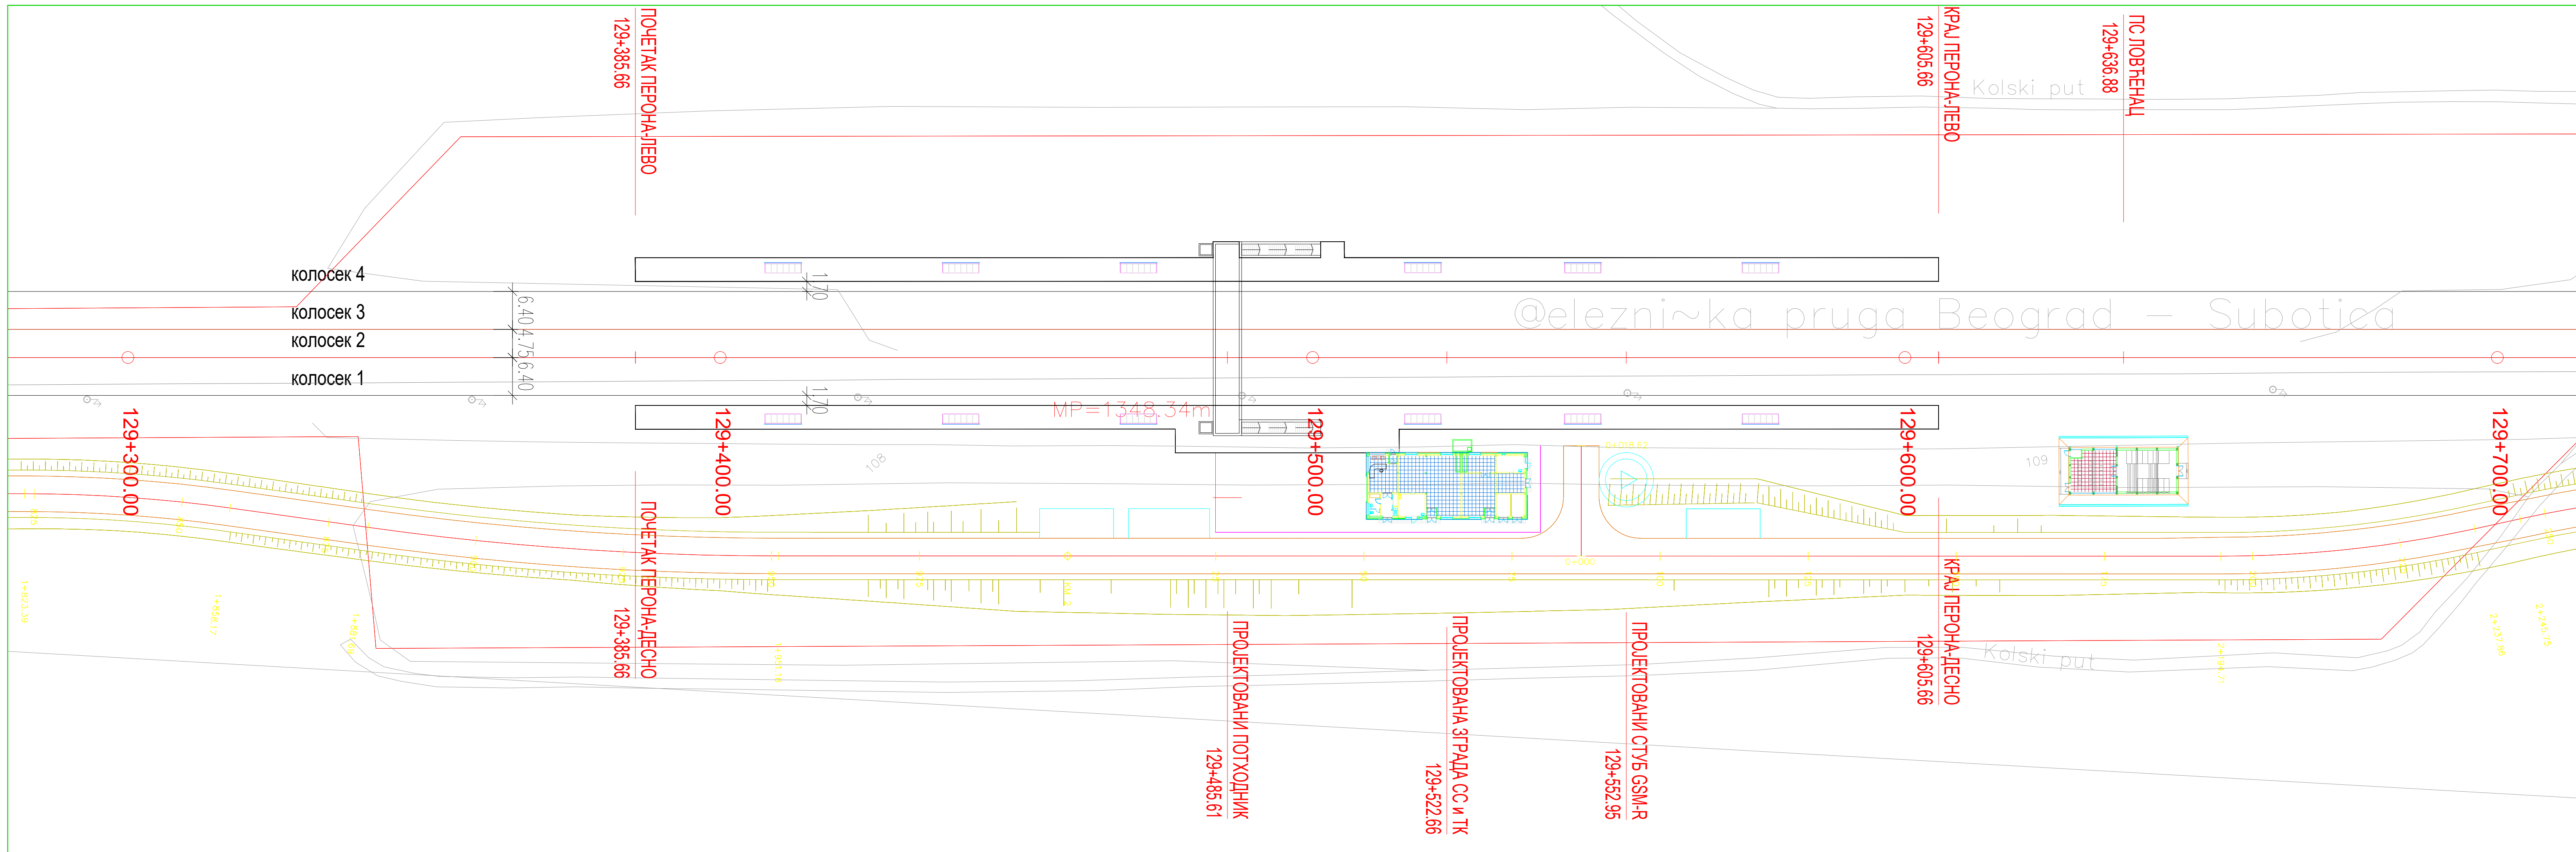 ПОЧЕТАК ПЕРОНА-ЛЕВО
129+385.66
КРАЈ ПЕРОНА-ЛЕВО
129+605.66
ПС ЛОВЋЕНАЦ
129+636.88
Kolski put
колосек 4
колосек 3
колосек 2
колосек 1
6.40
4.75
6.40
1.70
1.70
@elezni~ka pruga Beograd — Subotica
MP=1348.34m
129+300.00
129+400.00
129+500.00
129+600.00
129+700.00
108
109
0+000
ПОЧЕТАК ПЕРОНА-ДЕСНО
129+385.66
ПРОЈЕКТОВАНИ ПОТХОДНИК
129+485.61
ПРОЈЕКТОВАНА ЗГРАДА СС и ТК
129+522.66
ПРОЈЕКТОВАНИ СТУБ GSM-R
129+552.95
КРАЈ ПЕРОНА-ДЕСНО
129+605.66
Kolski put